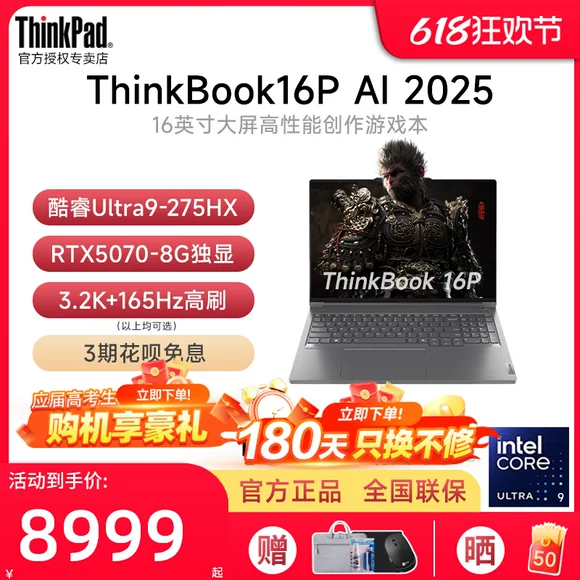 ThinkPad®
官方授权专卖店
618狂欢节
ThinkBook16P AI 2025
16英寸大屏高性能创作游戏本
酷睿Ultra9-275HX
RTX5070-8G独显
3.2K+165Hz高刷
(以上均可选)
3期花呗免息
ThinkBook 16P
应届高考生
立即下单!
购机享豪礼
立即下单!
180天只换不修
intel
CORE
ULTRA 9
活动到手价:
¥8999起
官方正品 全国联保
赠
晒
50